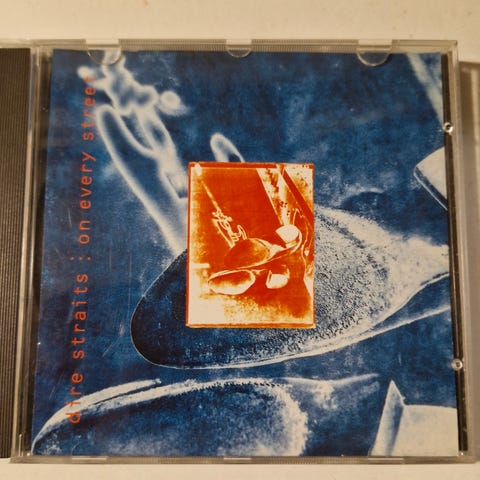 dire straits : on every street